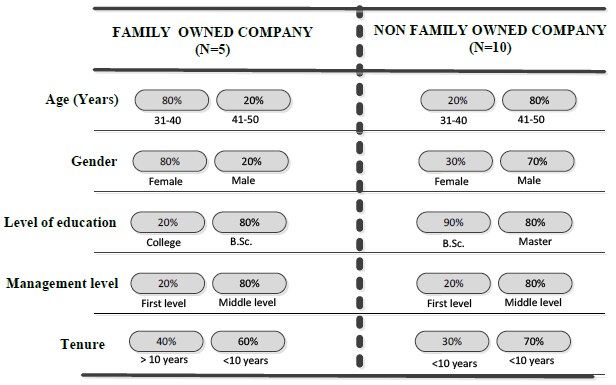 FAMILY OWNED COMPANY
(N=5)
NON FAMILY OWNED COMPANY
(N=10)
Age (Years)
80% 20% 20% 80%
31-40 41-50 31-40 41-50
Gender
80% 20% 30% 70%
Female Male Female Male
Level of education
20% 80% 90% 80%
College B.Sc. B.Sc. Master
Management level
20% 80% 20% 80%
First level Middle level First level Middle level
Tenure
40% 60% 30% 70%
> 10 years <10 years <10 years <10 years